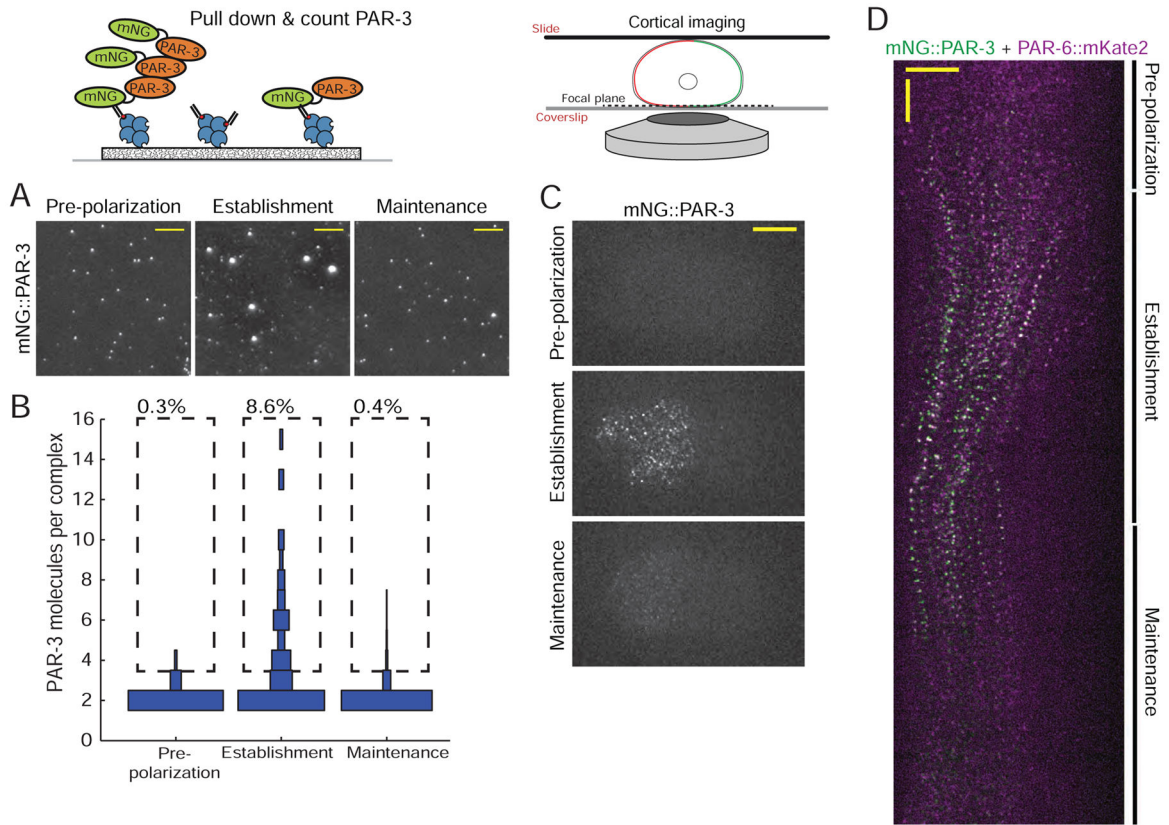 Pull down & count PAR-3
mNG
PAR-3
mNG
PAR-3
PAR-3
mNG
mNG
PAR-3
Slide
Cortical imaging
Focal plane
Coverslip
A
Pre-polarization
Establishment
Maintenance
mNG::PAR-3
B
0.3%
8.6%
0.4%
PAR-3 molecules per complex
16
14
12
10
8
6
4
2
0
Pre-
polarization
Establishment
Maintenance
C
mNG::PAR-3
Pre-polarization
Establishment
Maintenance
D
mNG::PAR-3 + PAR-6::mKate2
Pre-polarization
Establishment
Maintenance